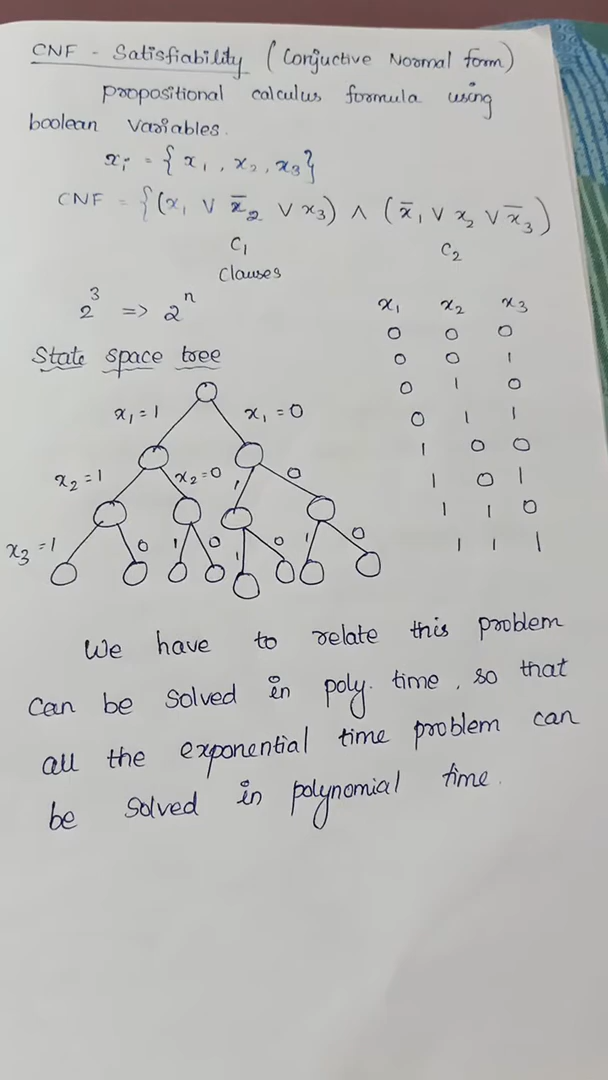 CNF - Satisfiability (Conjuctive Normal form)
propositional calculus formula using
boolean variables.
xᵢ = { x₁, x₂, x₃}
CNF = {(x₁ ∨ x̅₂ ∨ x₃) ∧ (x̅₁ ∨ x₂ ∨ x̅₃)
C₁ C₂
clauses
2³ => 2ⁿ
x₁ x₂ x₃
0 0 0
0 0 1
0 1 0
0 1 1
1 0 0
1 0 1
1 1 0
1 1 1
State space tree
x₁ = 1 x₁ = 0
x₂ = 1 x₂ = 0 1 0
x₃ = 1 0 1 0 1 0 1 0
We have to relate this problem
can be solved in poly. time, so that
all the exponential time problem can
be solved in polynomial time.